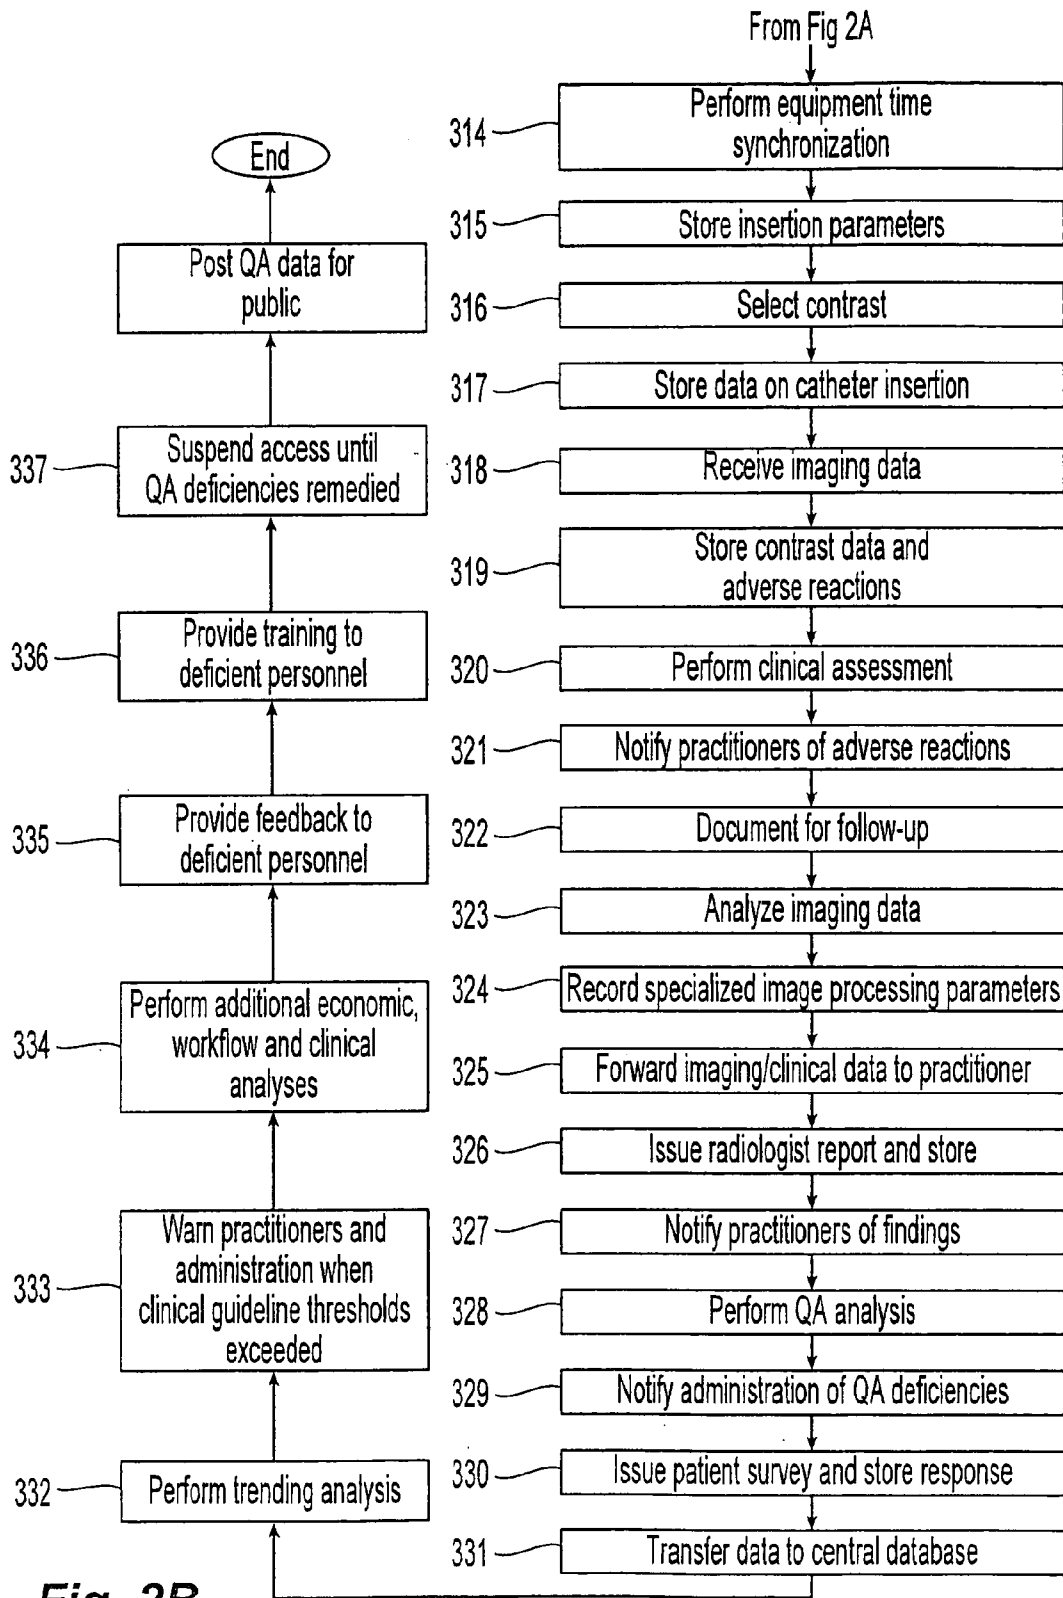 From Fig 2A
314
Perform equipment time
synchronization
315
Store insertion parameters
316
Select contrast
317
Store data on catheter insertion
318
Receive imaging data
319
Store contrast data and
adverse reactions
320
Perform clinical assessment
321
Notify practitioners of adverse reactions
322
Document for follow-up
323
Analyze imaging data
324
Record specialized image processing parameters
325
Forward imaging/clinical data to practitioner
326
Issue radiologist report and store
327
Notify practitioners of findings
328
Perform QA analysis
329
Notify administration of QA deficiencies
330
Issue patient survey and store response
331
Transfer data to central database
332
Perform trending analysis
333
Warn practitioners and
administration when
clinical guideline thresholds
exceeded
334
Perform additional economic,
workflow and clinical
analyses
335
Provide feedback to
deficient personnel
336
Provide training to
deficient personnel
337
Suspend access until
QA deficiencies remedied
Post QA data for
public
End
Fig. 2B